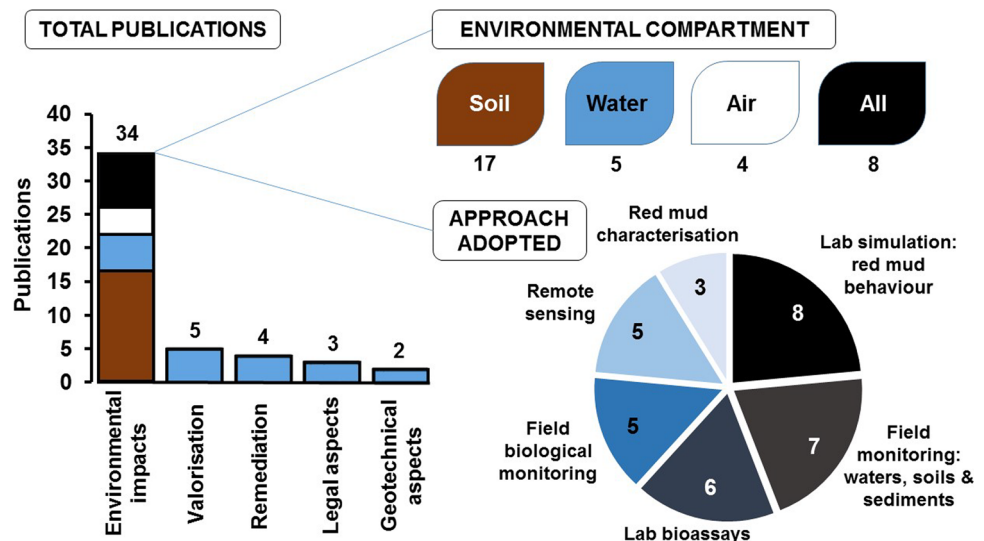 TOTAL PUBLICATIONS
ENVIRONMENTAL COMPARTMENT
Soil
Water
Air
All
17
5
4
8
Publications
40
35
30
25
20
15
10
5
0
34
5
4
3
2
Environmental
impacts
Valorisation
Remediation
Legal aspects
Geotechnical
aspects
APPROACH
ADOPTED
Red mud
characterisation
3
Lab simulation:
red mud
behaviour
8
Remote
sensing
5
Field
biological
monitoring
5
Field
monitoring:
waters, soils &
sediments
7
6
Lab bioassays